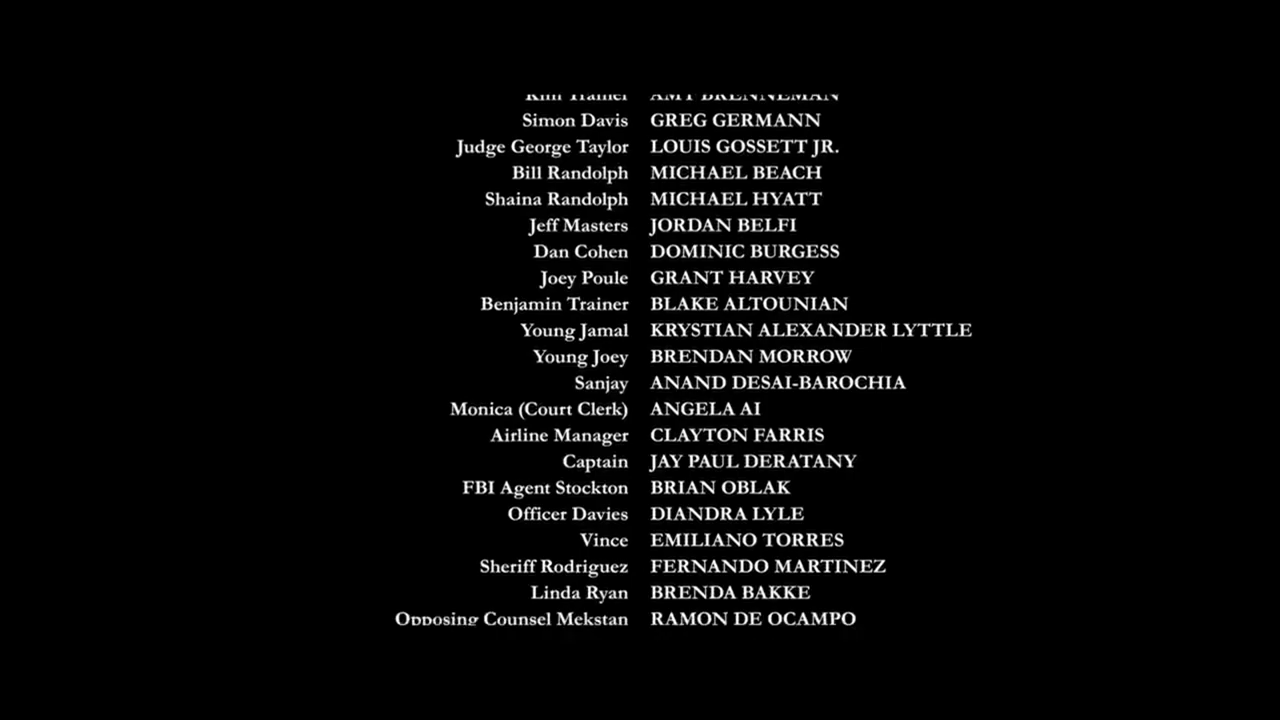 Kim Trainer AMY BRENNEMAN
Simon Davis GREG GERMANN
Judge George Taylor LOUIS GOSSETT JR.
Bill Randolph MICHAEL BEACH
Shaina Randolph MICHAEL HYATT
Jeff Masters JORDAN BELFI
Dan Cohen DOMINIC BURGESS
Joey Poule GRANT HARVEY
Benjamin Trainer BLAKE ALTOUNIAN
Young Jamal KRYSTIAN ALEXANDER LYTTLE
Young Joey BRENDAN MORROW
Sanjay ANAND DESAI-BAROCHIA
Monica (Court Clerk) ANGELA AI
Airline Manager CLAYTON FARRIS
Captain JAY PAUL DERATANY
FBI Agent Stockton BRIAN OBLAK
Officer Davies DIANDRA LYLE
Vince EMILIANO TORRES
Sheriff Rodriguez FERNANDO MARTINEZ
Linda Ryan BRENDA BAKKE
Opposing Counsel Mekstan RAMON DE OCAMPO